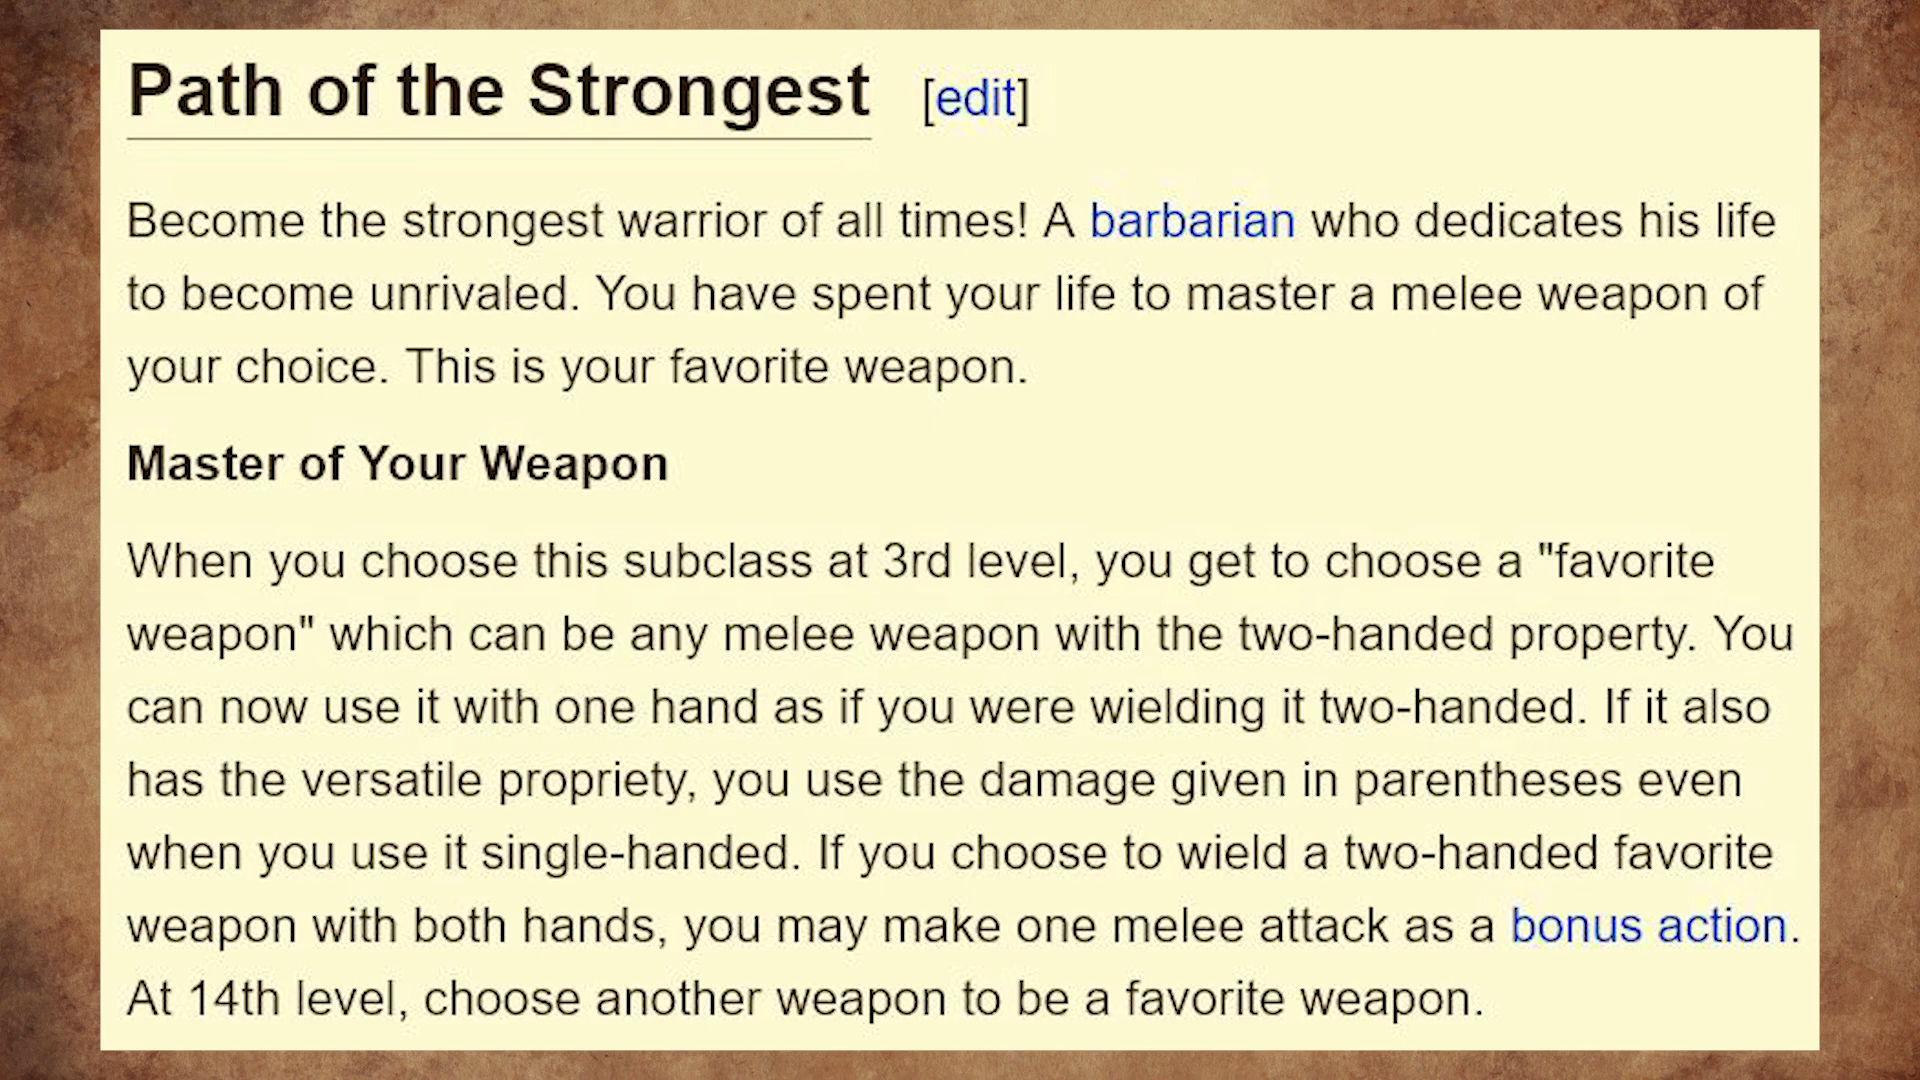 Path of the Strongest [edit]
Become the strongest warrior of all times! A barbarian who dedicates his life
to become unrivaled. You have spent your life to master a melee weapon of
your choice. This is your favorite weapon.
Master of Your Weapon
When you choose this subclass at 3rd level, you get to choose a "favorite
weapon" which can be any melee weapon with the two-handed property. You
can now use it with one hand as if you were wielding it two-handed. If it also
has the versatile propriety, you use the damage given in parentheses even
when you use it single-handed. If you choose to wield a two-handed favorite
weapon with both hands, you may make one melee attack as a bonus action.
At 14th level, choose another weapon to be a favorite weapon.